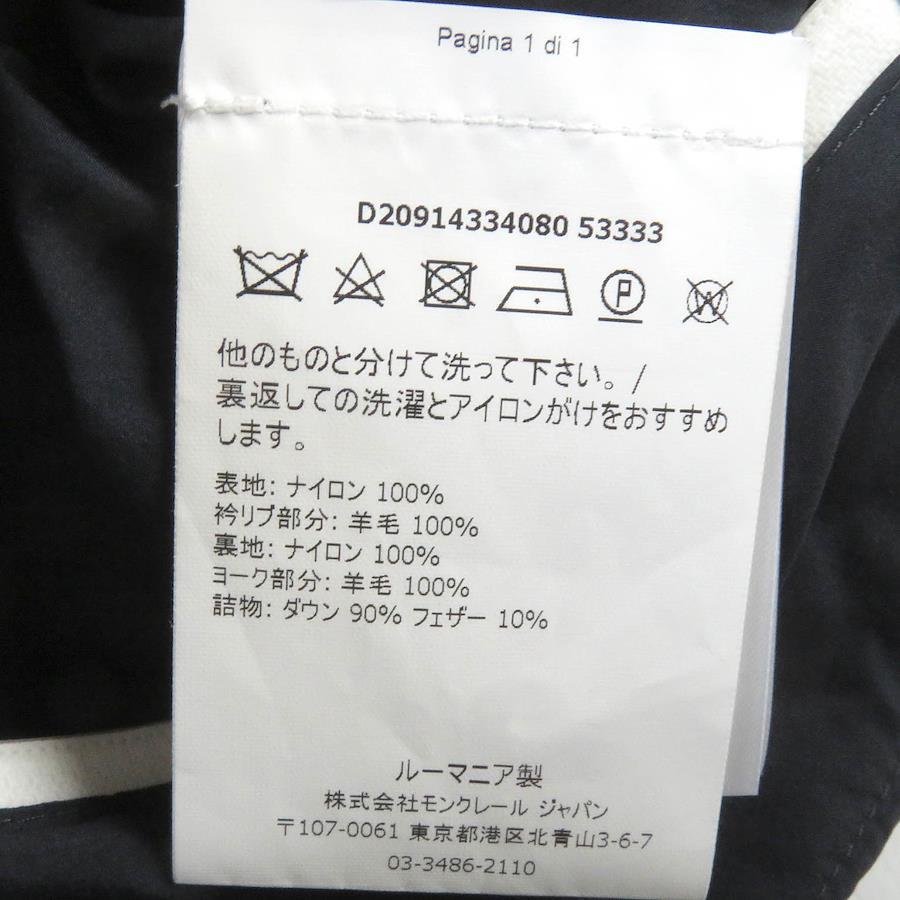 Pagina 1 di 1
D20914334080 53333
P W
他のものと分けて洗って下さい。/
裏返しての洗濯とアイロンがけをおすすめ
します。
表地: ナイロン 100%
衿リブ部分: 羊毛 100%
裏地: ナイロン 100%
ヨーク部分: 羊毛 100%
詰物: ダウン 90% フェザー 10%
ルーマニア製
株式会社モンクレール ジャパン
〒107-0061 東京都港区北青山3-6-7
03-3486-2110